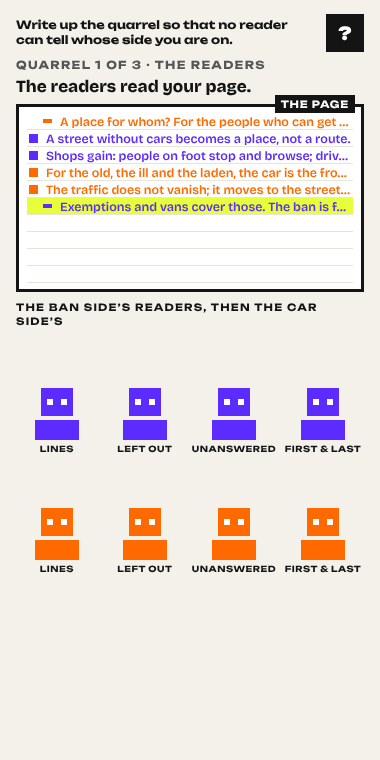 Write up the quarrel so that no reader
can tell whose side you are on.
?
QUARREL 1 OF 3 · THE READERS
The readers read your page.
THE PAGE
A place for whom? For the people who can get ...
A street without cars becomes a place, not a route.
Shops gain: people on foot stop and browse; driv...
For the old, the ill and the laden, the car is the fro...
The traffic does not vanish; it moves to the street...
Exemptions and vans cover those. The ban is f...
THE BAN SIDE’S READERS, THEN THE CAR
SIDE’S
LINES LEFT OUT UNANSWERED FIRST & LAST
LINES LEFT OUT UNANSWERED FIRST & LAST